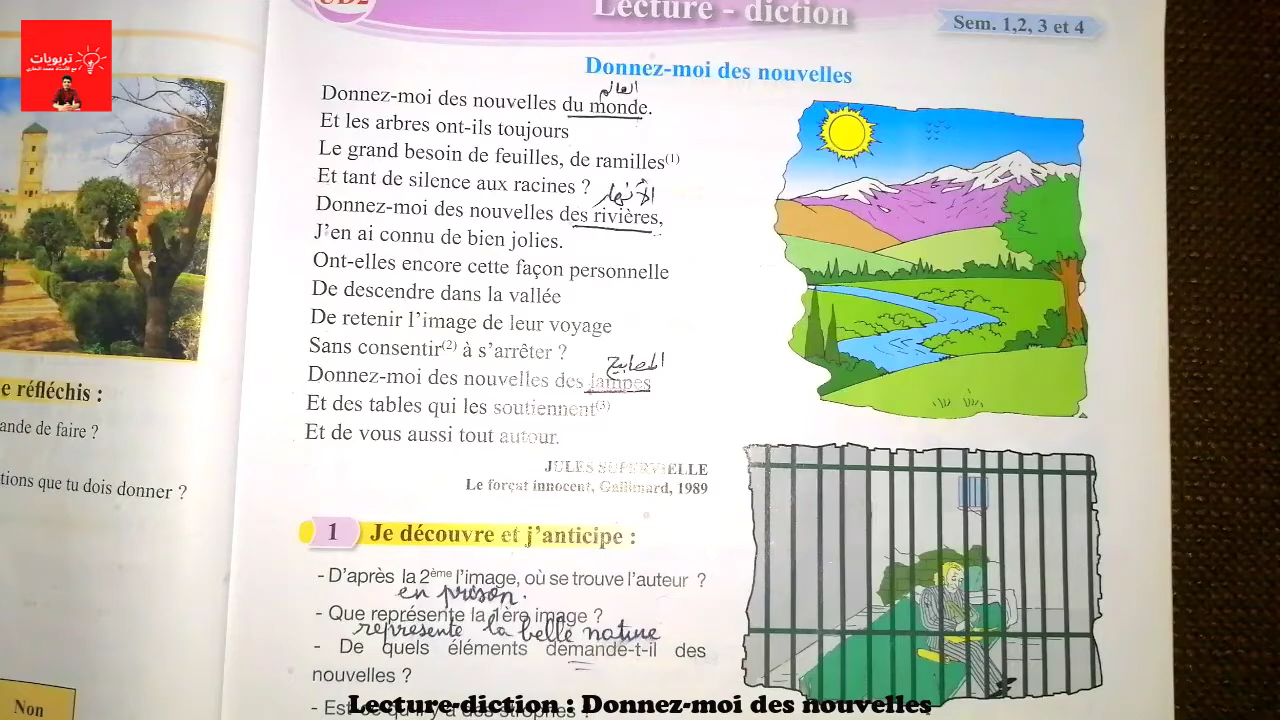 UD2
Lecture - diction
Sem. 1,2, 3 et 4
تربويات
Donnez-moi des nouvelles
العالم
Donnez-moi des nouvelles du monde.
Et les arbres ont-ils toujours
Le grand besoin de feuilles, de ramilles(1)
Et tant de silence aux racines ?
الأنهار
Donnez-moi des nouvelles des rivières,
J'en ai connu de bien jolies.
Ont-elles encore cette façon personnelle
De descendre dans la vallée
De retenir l'image de leur voyage
Sans consentir(2) à s'arrêter ?
المصابيح
Donnez-moi des nouvelles des lampes
Et des tables qui les soutiennent(3)
Et de vous aussi tout autour.
JULES SUPERVIELLE
Le forçat innocent, Gallimard, 1989
1 Je découvre et j'anticipe :
- D'après la 2ème l'image, où se trouve l'auteur ?
en prison.
- Que représente la 1ère image ?
représente la belle nature
- De quels éléments demande-t-il des
nouvelles ?
- Est-ce qu'il y a des strophes ?
Lecture-diction : Donnez-moi des nouvelles
e réfléchis :
ande de faire ?
tions que tu dois donner ?
Non